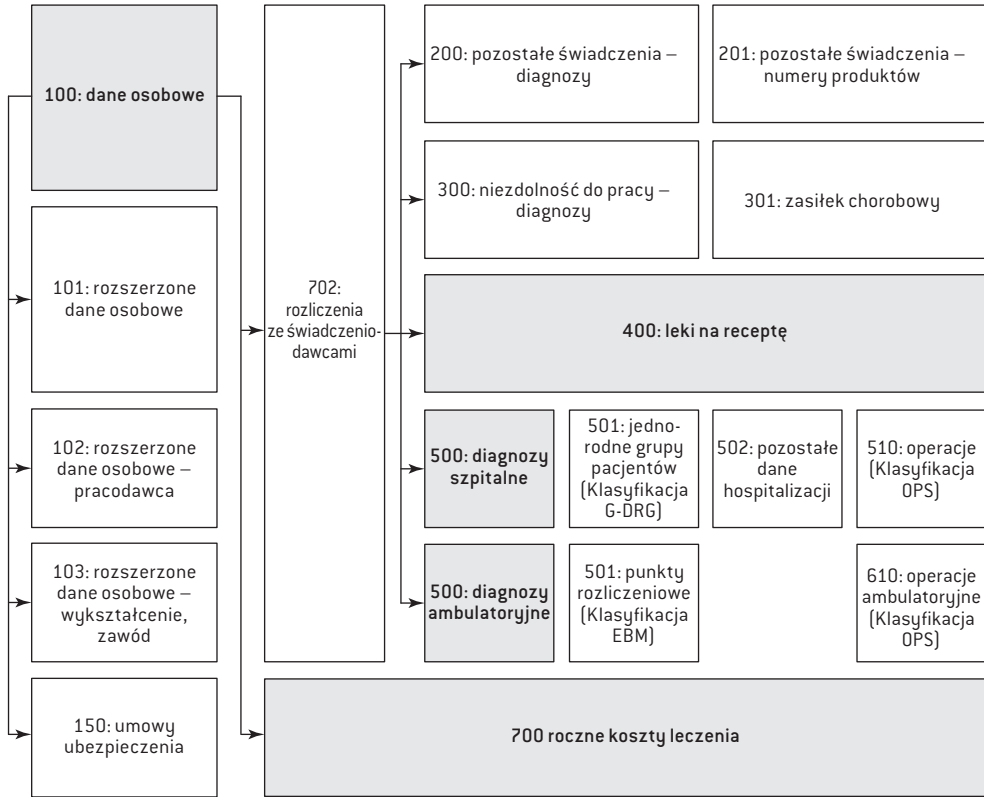 100: dane osobowe
101: rozszerzone
dane osobowe
102: rozszerzone
dane osobowe –
pracodawca
103: rozszerzone
dane osobowe –
wykształcenie,
zawód
150: umowy
ubezpieczenia
702:
rozliczenia
ze świadczenio-
dawcami
200: pozostałe świadczenia –
diagnozy
201: pozostałe świadczenia –
numery produktów
300: niezdolność do pracy –
diagnozy
301: zasiłek chorobowy
400: leki na receptę
500: diagnozy
szpitalne
501: jedno-
rodne grupy
pacjentów
(Klasyfikacja
G-DRG)
502: pozostałe
dane
hospitalizacji
510: operacje
(Klasyfikacja
OPS)
500: diagnozy
ambulatoryjne
501: punkty
rozliczeniowe
(Klasyfikacja
EBM)
610: operacje
ambulatoryjne
(Klasyfikacja
OPS)
700 roczne koszty leczenia